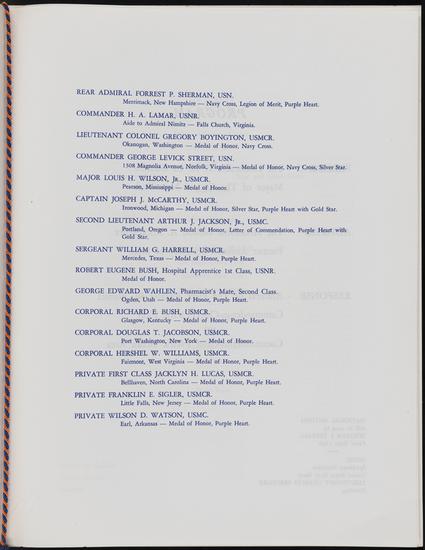 REAR ADMIRAL FORREST P. SHERMAN, USN.
Merrimack, New Hampshire — Navy Cross, Legion of Merit, Purple Heart.
COMMANDER H. A. LAMAR, USNR.
Aide to Admiral Nimitz — Falls Church, Virginia.
LIEUTENANT COLONEL GREGORY BOYINGTON, USMCR.
Okanogan, Washington — Medal of Honor, Navy Cross.
COMMANDER GEORGE LEVICK STREET, USN.
1308 Magnolia Avenue, Norfolk, Virginia — Medal of Honor, Navy Cross, Silver Star.
MAJOR LOUIS H. WILSON, Jr., USMCR.
Pearson, Mississippi — Medal of Honor.
CAPTAIN JOSEPH J. McCARTHY, USMCR.
Ironwood, Michigan — Medal of Honor, Silver Star, Purple Heart with Gold Star.
SECOND LIEUTENANT ARTHUR J. JACKSON, Jr., USMC.
Portland, Oregon — Medal of Honor, Letter of Commendation, Purple Heart with
Gold Star.
SERGEANT WILLIAM G. HARRELL, USMCR.
Mercedes, Texas — Medal of Honor, Purple Heart.
ROBERT EUGENE BUSH, Hospital Apprentice 1st Class, USNR.
Medal of Honor.
GEORGE EDWARD WAHLEN, Pharmacist's Mate, Second Class.
Ogden, Utah — Medal of Honor, Purple Heart.
CORPORAL RICHARD E. BUSH, USMCR.
Glasgow, Kentucky — Medal of Honor, Purple Heart.
CORPORAL DOUGLAS T. JACOBSON, USMCR.
Port Washington, New York — Medal of Honor.
CORPORAL HERSHEL W. WILLIAMS, USMCR.
Fairmont, West Virginia — Medal of Honor, Purple Heart.
PRIVATE FIRST CLASS JACKLYN H. LUCAS, USMCR.
Bellhaven, North Carolina — Medal of Honor, Purple Heart.
PRIVATE FRANKLIN E. SIGLER, USMCR.
Little Falls, New Jersey — Medal of Honor, Purple Heart.
PRIVATE WILSON D. WATSON, USMC.
Earl, Arkansas — Medal of Honor, Purple Heart.